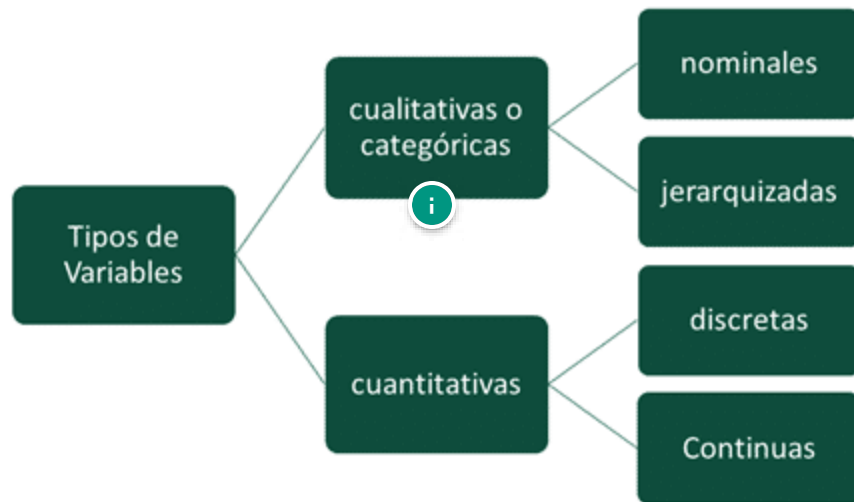 Tipos de
Variables
cualitativas o
categóricas
i
nominales
jerarquizadas
cuantitativas
discretas
Continuas